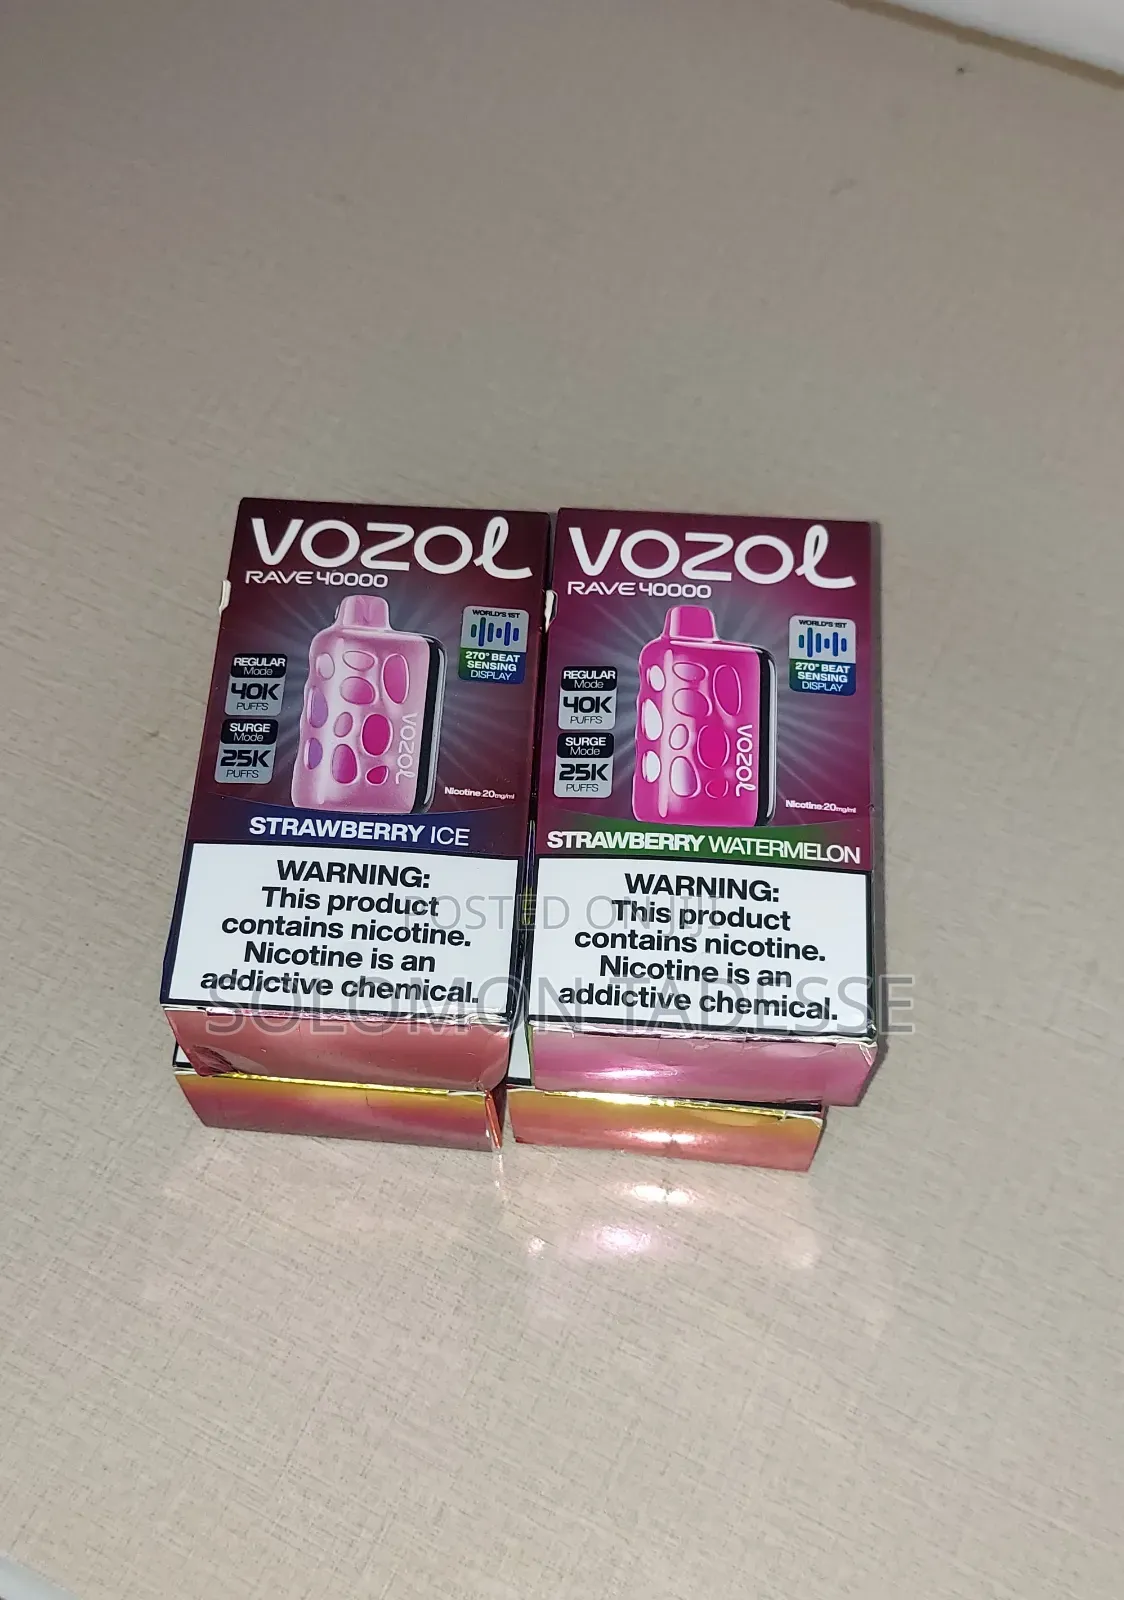 VOZOL
RAVE 40000
WORLD'S 1ST
270° BEAT
SENSING
DISPLAY
REGULAR
Mode
40K
PUFFS
SURGE
Mode
25K
PUFFS
VOZOL
Nicotine:20mg/ml
STRAWBERRY ICE
WARNING:
This product
contains nicotine.
Nicotine is an
addictive chemical.
VOZOL
RAVE 40000
WORLD'S 1ST
270° BEAT
SENSING
DISPLAY
REGULAR
Mode
40K
PUFFS
SURGE
Mode
25K
PUFFS
VOZOL
Nicotine:20mg/ml
STRAWBERRY WATERMELON
WARNING:
This product
contains nicotine.
Nicotine is an
addictive chemical.
POSTED ON JIJI
SOLOMON TADESSE